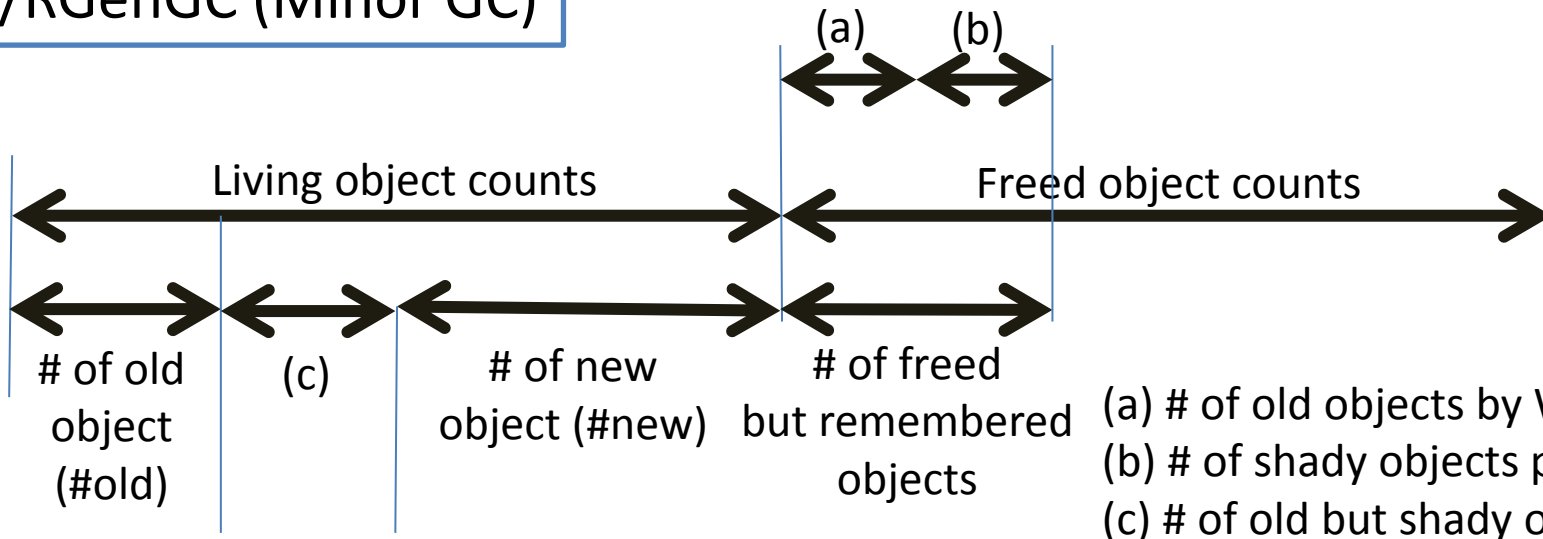 /RGenGC (Minor GC)
(a) (b)
Living object counts Freed object counts
# of old
object
(#old)
(c)
# of new
object (#new)
# of freed
but remembered
objects
(a) # of old objects by
(b) # of shady objects
(c) # of old but shady